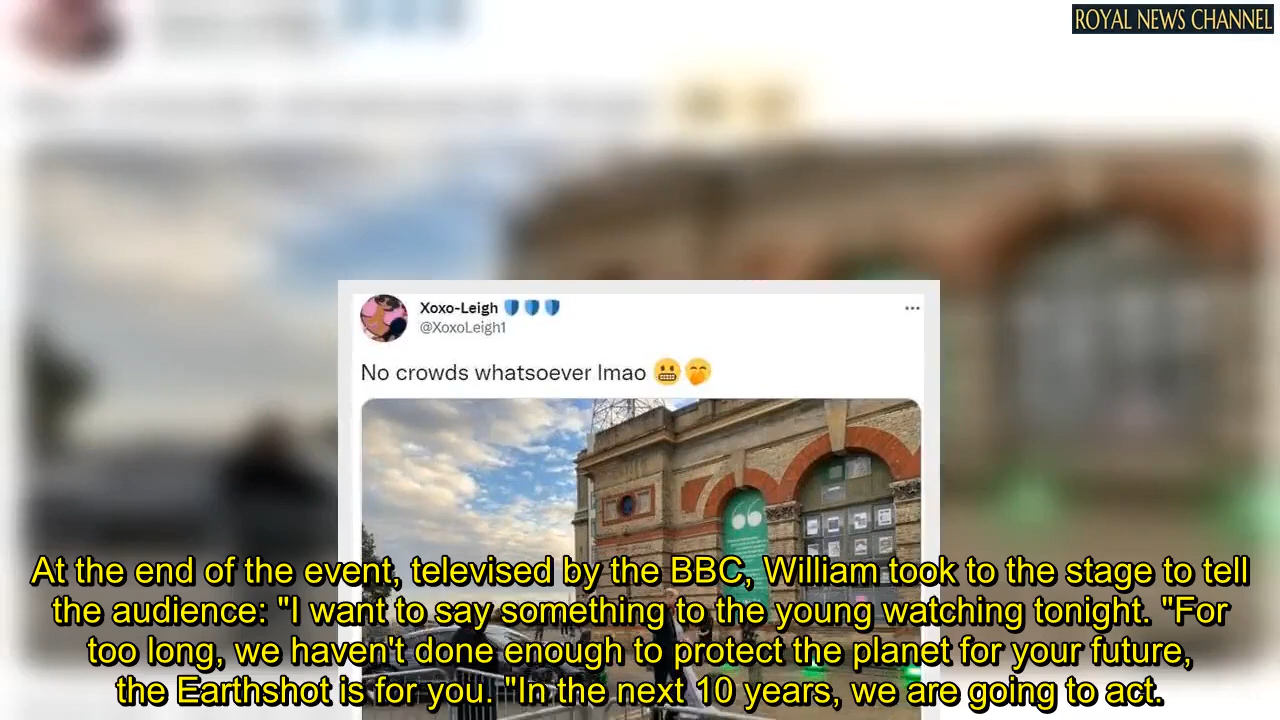 ROYAL NEWS CHANNEL
Xoxo-Leigh
@XoxoLeigh1
No crowds whatsoever lmao 😬🤭
At the end of the event, televised by the BBC, William took to the stage to tell
the audience: "I want to say something to the young watching tonight. "For
too long, we haven't done enough to protect the planet for your future,
the Earthshot is for you. "In the next 10 years, we are going to act.